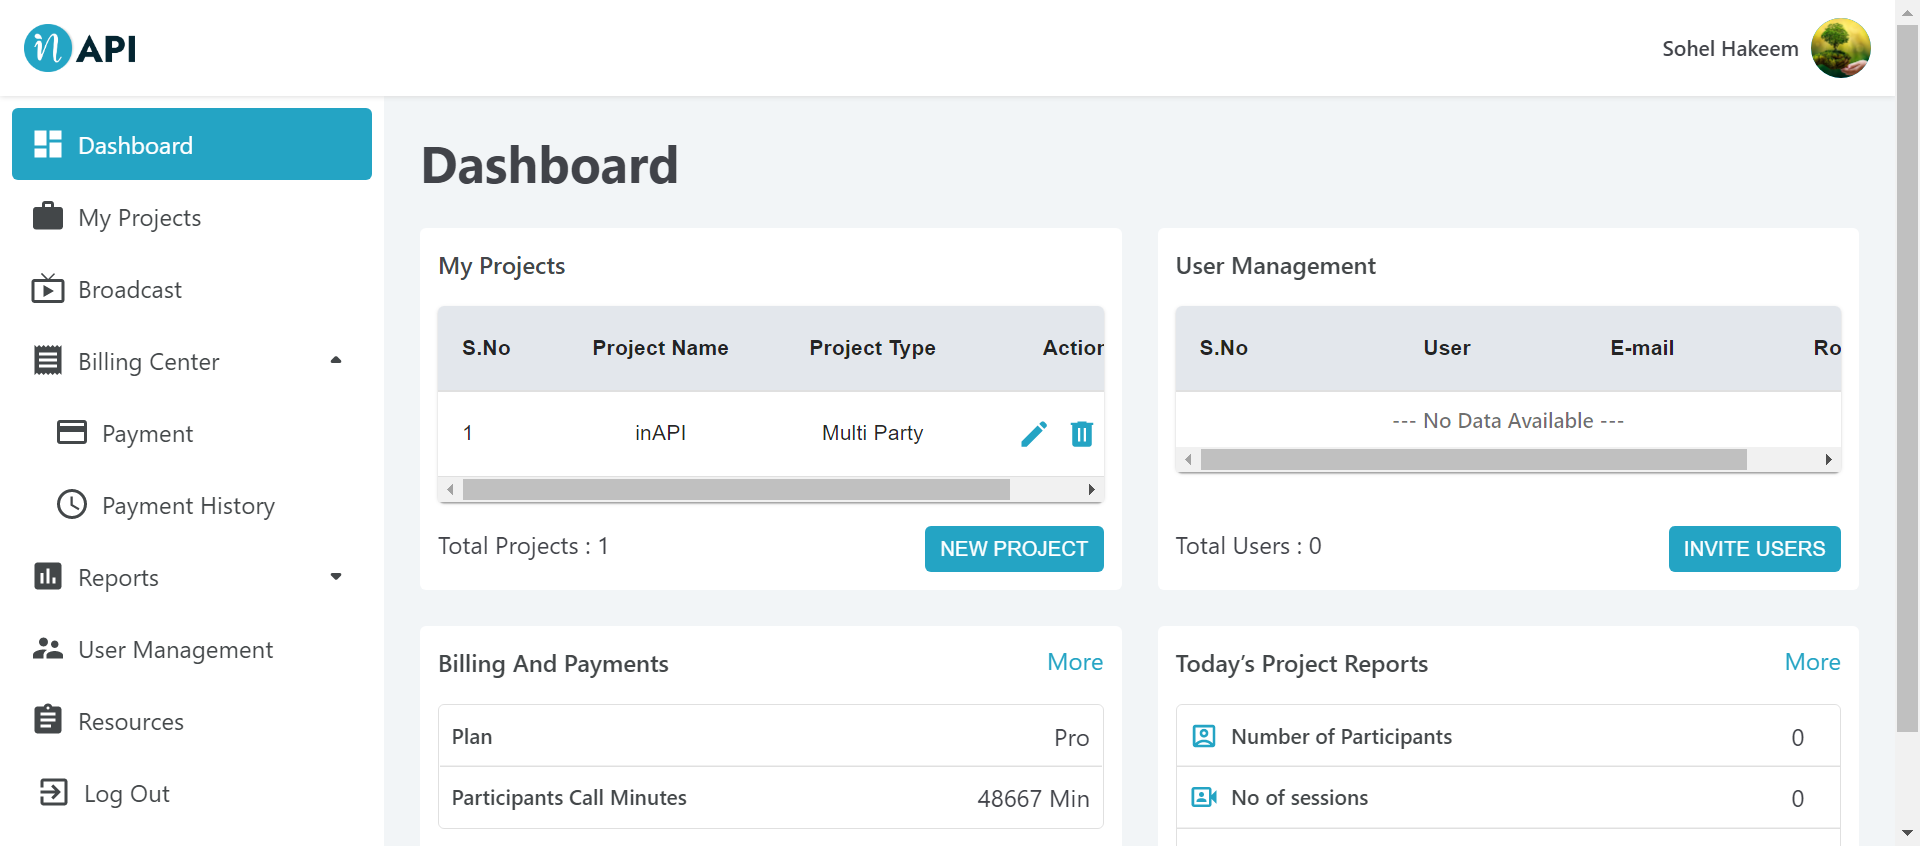 in API
Sohel Hakeem
Dashboard
My Projects
Broadcast
Billing Center
Payment
Payment History
Reports
User Management
Resources
Log Out
Dashboard
My Projects
S.No Project Name Project Type Action
1 inAPI Multi Party
Total Projects : 1 NEW PROJECT
User Management
S.No User E-mail Ro
--- No Data Available ---
Total Users : 0 INVITE USERS
Billing And Payments More
Plan Pro
Participants Call Minutes 48667 Min
Today’s Project Reports More
Number of Participants 0
No of sessions 0